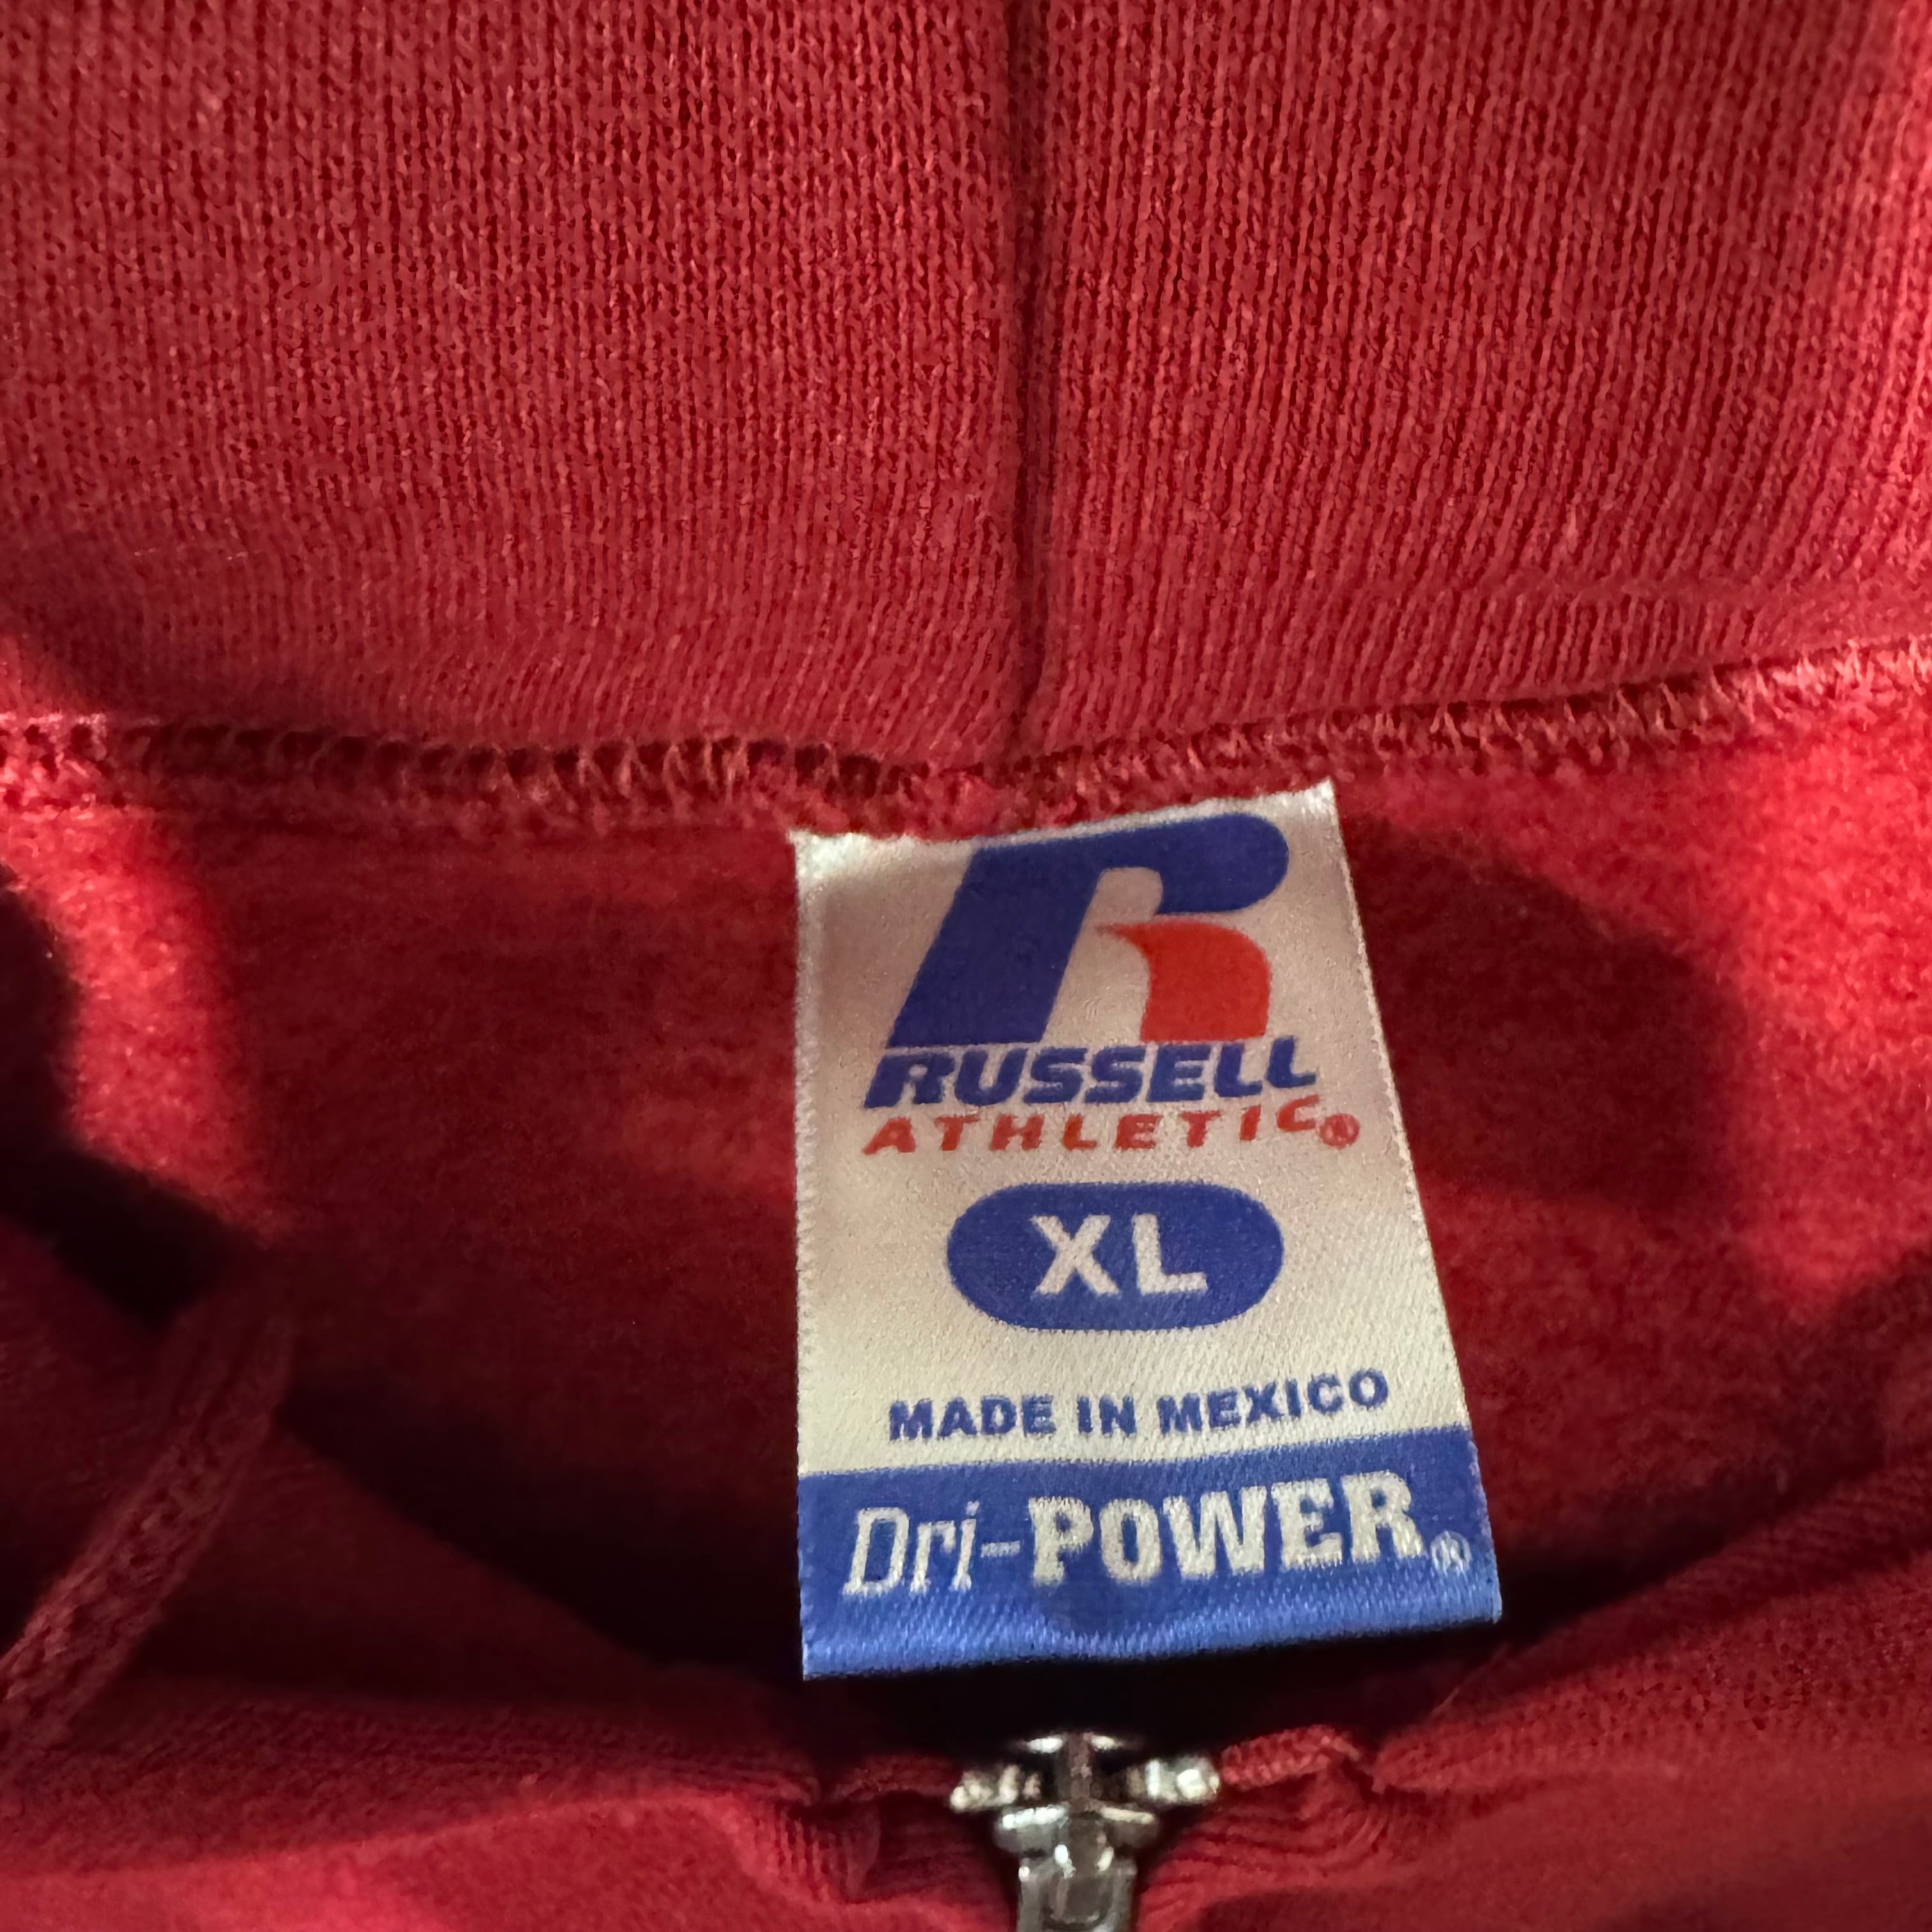 R
RUSSELL
ATHLETIC®
XL
MADE IN MEXICO
Dri-POWER®